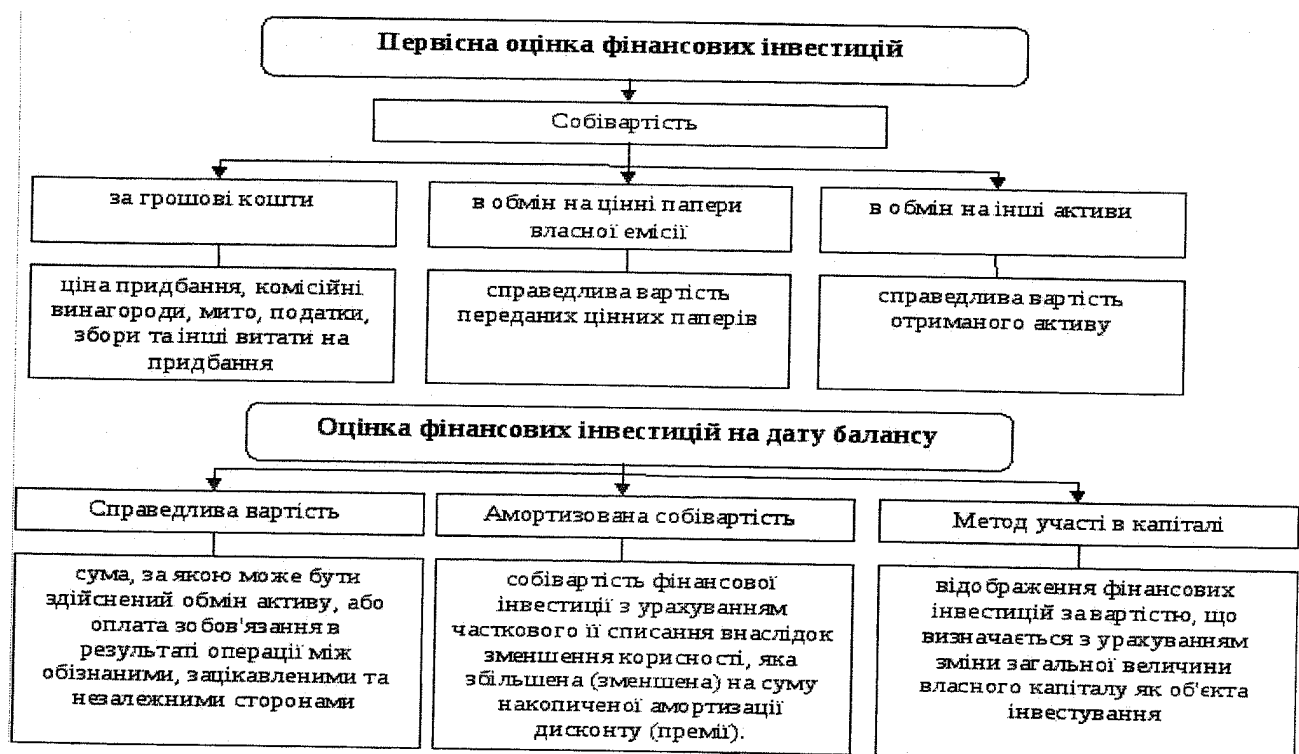 Первісна оцінка фінансових інвестицій
Собівартість
за грошові кошти
в обмін на цінні папери
власної емісії
в обмін на інші активи
ціна придбання, комісійні
винагороди, мито, податки,
збори та інші витати на
придбання
справедлива вартість
переданих цінних паперів
справедлива вартість
отриманого активу
Оцінка фінансових інвестицій на дату балансу
Справедлива вартість
Амортизована собівартість
Метод участі в капіталі
сума, за якою може бути
здійснений обмін активу, або
оплата зобов'язання в
результаті операції між
обізнаними, зацікавленими та
незалежними сторонами
собівартість фінансової
інвестиції з урахуванням
часткового її списання внаслідок
зменшення корисності, яка
збільшена (зменшена) на суму
накопиченої амортизації
дисконту (премії).
відображення фінансових
інвестицій за вартістю, що
визначається з урахуванням
зміни загальної величини
власного капіталу як об'єкта
інвестування